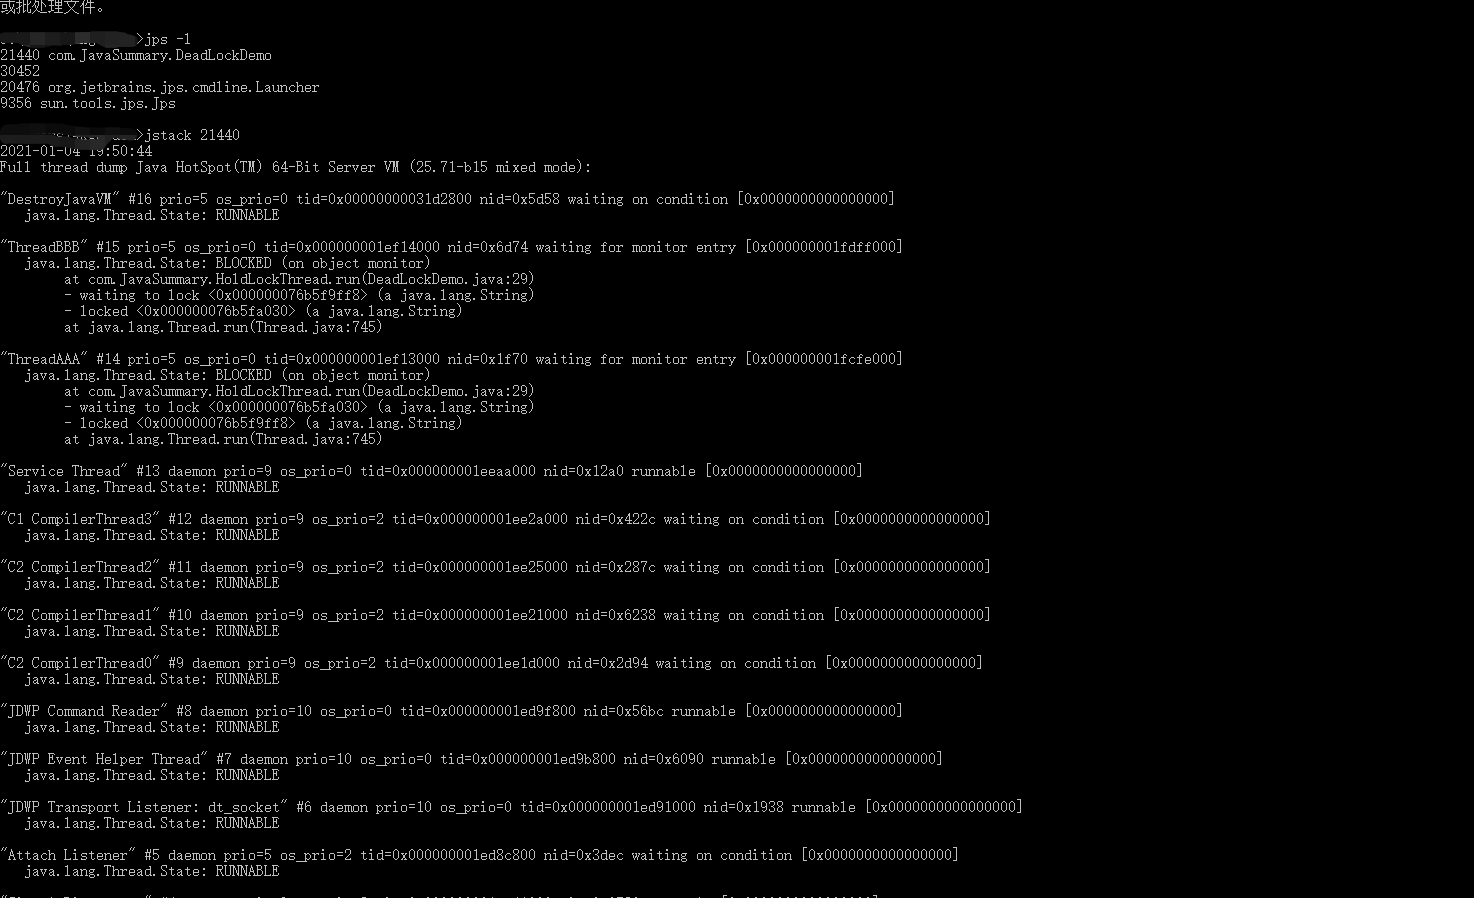 或批处理文件。
>jps -l
21440 com.JavaSummary.DeadLockDemo
30452
20476 org.jetbrains.jps.cmdline.Launcher
9356 sun.tools.jps.Jps
>jstack 21440
2021-01-04 19:50:44
Full thread dump Java HotSpot(TM) 64-Bit Server VM (25.71-b15 mixed mode):
"DestroyJavaVM" #16 prio=5 os_prio=0 tid=0x00000000031d2800 nid=0x5d58 waiting on condition [0x0000000000000000]
java.lang.Thread.State: RUNNABLE
"ThreadBBB" #15 prio=5 os_prio=0 tid=0x000000001ef14000 nid=0x6d74 waiting for monitor entry [0x000000001fdff000]
java.lang.Thread.State: BLOCKED (on object monitor)
at com.JavaSummary.HoldLockThread.run(DeadLockDemo.java:29)
- waiting to lock <0x000000076b5f9ff8> (a java.lang.String)
- locked <0x000000076b5fa030> (a java.lang.String)
at java.lang.Thread.run(Thread.java:745)
"ThreadAAA" #14 prio=5 os_prio=0 tid=0x000000001ef13000 nid=0x1f70 waiting for monitor entry [0x000000001fcfe000]
java.lang.Thread.State: BLOCKED (on object monitor)
at com.JavaSummary.HoldLockThread.run(DeadLockDemo.java:29)
- waiting to lock <0x000000076b5fa030> (a java.lang.String)
- locked <0x000000076b5f9ff8> (a java.lang.String)
at java.lang.Thread.run(Thread.java:745)
"Service Thread" #13 daemon prio=9 os_prio=0 tid=0x000000001eeaa000 nid=0x12a0 runnable [0x0000000000000000]
java.lang.Thread.State: RUNNABLE
"C1 CompilerThread3" #12 daemon prio=9 os_prio=2 tid=0x000000001ee2a000 nid=0x422c waiting on condition [0x0000000000000000]
java.lang.Thread.State: RUNNABLE
"C2 CompilerThread2" #11 daemon prio=9 os_prio=2 tid=0x000000001ee25000 nid=0x287c waiting on condition [0x0000000000000000]
java.lang.Thread.State: RUNNABLE
"C2 CompilerThread1" #10 daemon prio=9 os_prio=2 tid=0x000000001ee21000 nid=0x6238 waiting on condition [0x0000000000000000]
java.lang.Thread.State: RUNNABLE
"C2 CompilerThread0" #9 daemon prio=9 os_prio=2 tid=0x000000001ee1d000 nid=0x2d94 waiting on condition [0x0000000000000000]
java.lang.Thread.State: RUNNABLE
"JDWP Command Reader" #8 daemon prio=10 os_prio=0 tid=0x000000001ed9f800 nid=0x56bc runnable [0x0000000000000000]
java.lang.Thread.State: RUNNABLE
"JDWP Event Helper Thread" #7 daemon prio=10 os_prio=0 tid=0x000000001ed9b800 nid=0x6090 runnable [0x0000000000000000]
java.lang.Thread.State: RUNNABLE
"JDWP Transport Listener: dt_socket" #6 daemon prio=10 os_prio=0 tid=0x000000001ed91000 nid=0x1938 runnable [0x0000000000000000]
java.lang.Thread.State: RUNNABLE
"Attach Listener" #5 daemon prio=5 os_prio=2 tid=0x000000001ed8c800 nid=0x3dec waiting on condition [0x0000000000000000]
java.lang.Thread.State: RUNNABLE